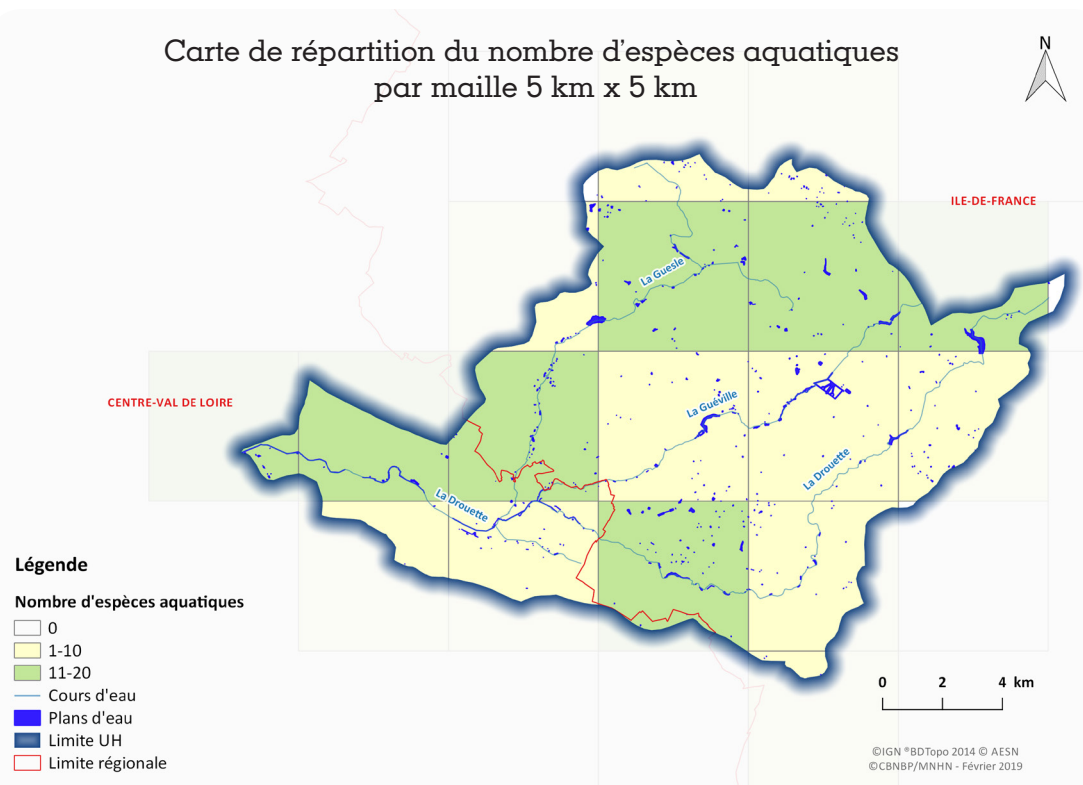 Carte de répartition du nombre d'espèces aquatiques
par maille 5 km x 5 km
N
ILE-DE-FRANCE
La Guesle
CENTRE-VAL DE LOIRE
La Guéville
La Drouette
La Drouette
Légende
Nombre d'espèces aquatiques
0
1-10
11-20
Cours d'eau
Plans d'eau
Limite UH
Limite régionale
0 2 4 km
©IGN ®BDTopo 2014 © AESN
©CBNBP/MNHN - Février 2019